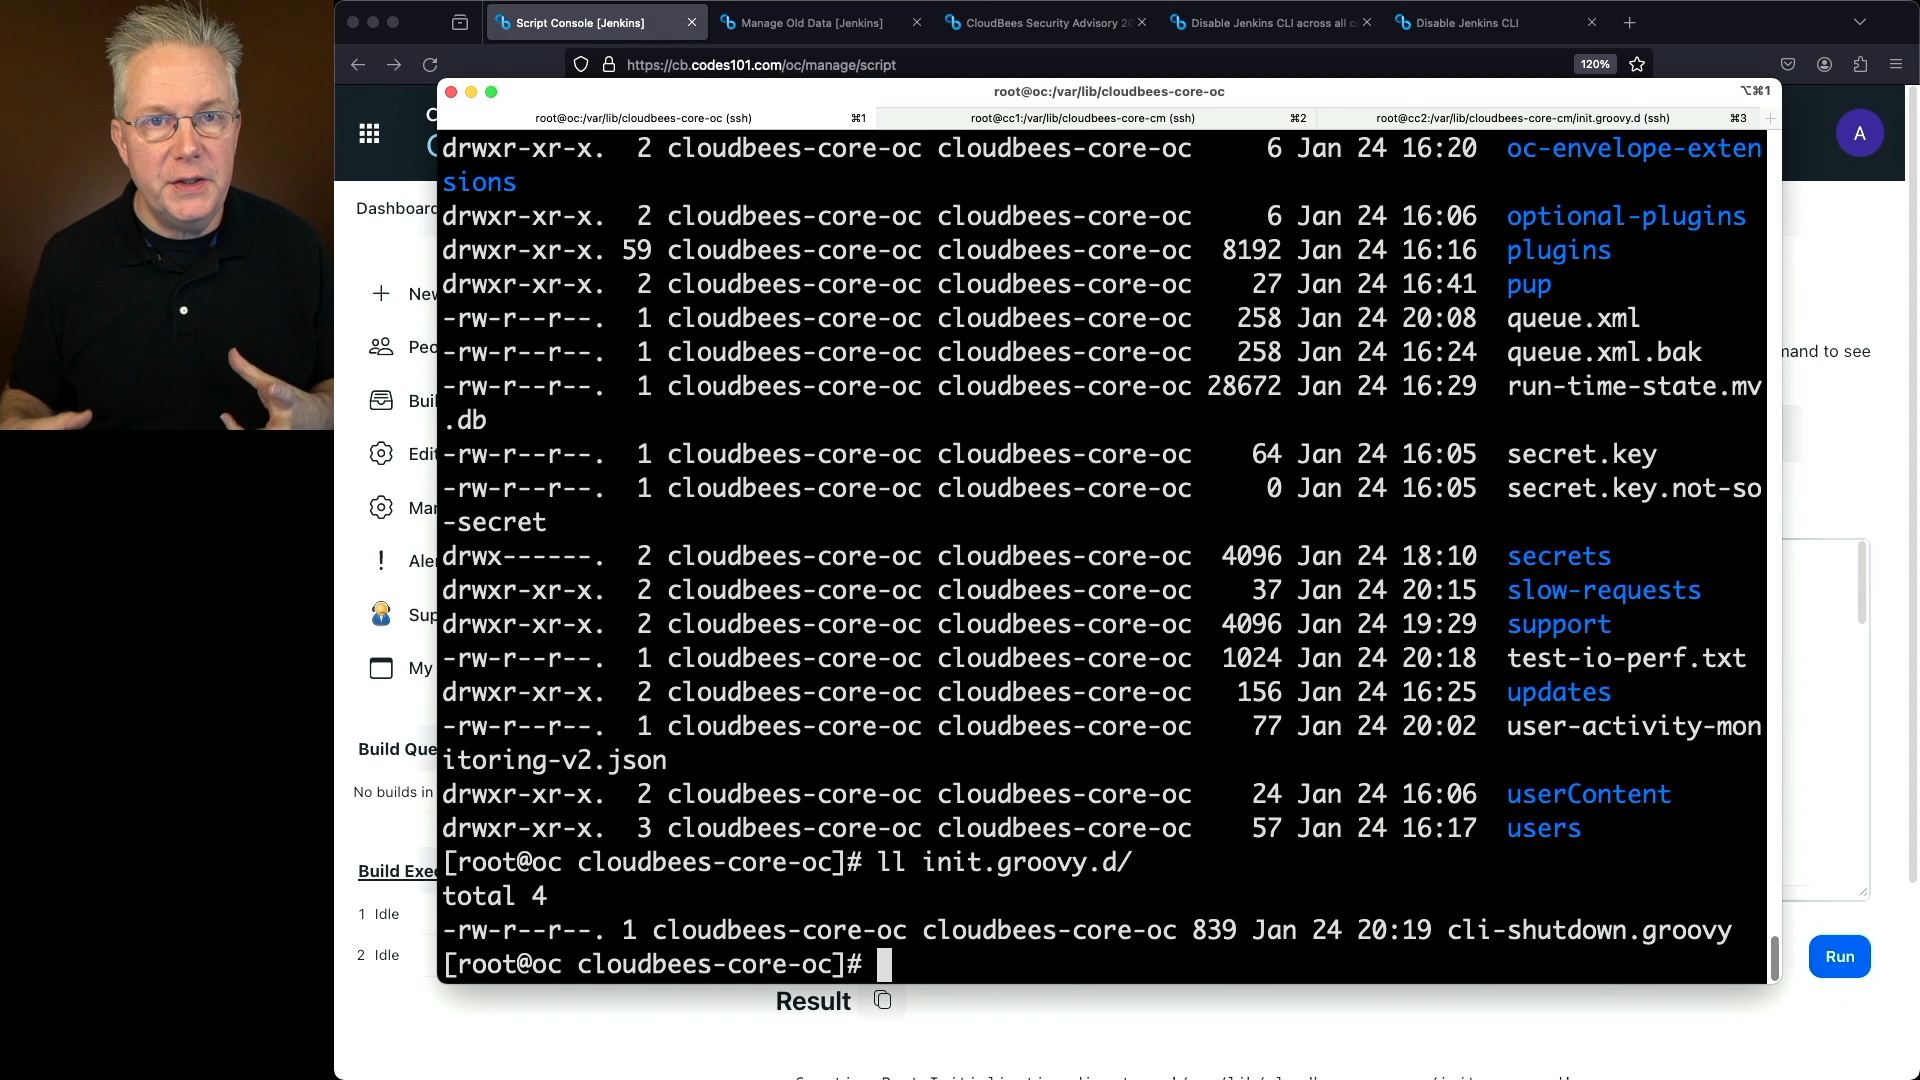 Script Console [Jenkins]
Manage Old Data [Jenkins]
CloudBees Security Advisory 20
Disable Jenkins CLI across all c
Disable Jenkins CLI
https://cb.codes101.com/oc/manage/script
120%
root@oc:/var/lib/cloudbees-core-oc
⌥⌘1
root@oc:/var/lib/cloudbees-core-oc (ssh) ⌘1
root@cc1:/var/lib/cloudbees-core-cm (ssh) ⌘2
root@cc2:/var/lib/cloudbees-core-cm/init.groovy.d (ssh) ⌘3
A
Dashboard
New
Peo
Buil
Edit
Man
Aler
Sup
My
Build Que
No builds in
Build Exec
1 Idle
2 Idle
drwxr-xr-x. 2 cloudbees-core-oc cloudbees-core-oc 6 Jan 24 16:20 oc-envelope-exten
sions
drwxr-xr-x. 2 cloudbees-core-oc cloudbees-core-oc 6 Jan 24 16:06 optional-plugins
drwxr-xr-x. 59 cloudbees-core-oc cloudbees-core-oc 8192 Jan 24 16:16 plugins
drwxr-xr-x. 2 cloudbees-core-oc cloudbees-core-oc 27 Jan 24 16:41 pup
-rw-r--r--. 1 cloudbees-core-oc cloudbees-core-oc 258 Jan 24 20:08 queue.xml
-rw-r--r--. 1 cloudbees-core-oc cloudbees-core-oc 258 Jan 24 16:24 queue.xml.bak
-rw-r--r--. 1 cloudbees-core-oc cloudbees-core-oc 28672 Jan 24 16:29 run-time-state.mv
.db
-rw-r--r--. 1 cloudbees-core-oc cloudbees-core-oc 64 Jan 24 16:05 secret.key
-rw-r--r--. 1 cloudbees-core-oc cloudbees-core-oc 0 Jan 24 16:05 secret.key.not-so
-secret
drwx------. 2 cloudbees-core-oc cloudbees-core-oc 4096 Jan 24 18:10 secrets
drwxr-xr-x. 2 cloudbees-core-oc cloudbees-core-oc 37 Jan 24 20:15 slow-requests
drwxr-xr-x. 2 cloudbees-core-oc cloudbees-core-oc 4096 Jan 24 19:29 support
-rw-r--r--. 1 cloudbees-core-oc cloudbees-core-oc 1024 Jan 24 20:18 test-io-perf.txt
drwxr-xr-x. 2 cloudbees-core-oc cloudbees-core-oc 156 Jan 24 16:25 updates
-rw-r--r--. 1 cloudbees-core-oc cloudbees-core-oc 77 Jan 24 20:02 user-activity-mon
itoring-v2.json
drwxr-xr-x. 2 cloudbees-core-oc cloudbees-core-oc 24 Jan 24 16:06 userContent
drwxr-xr-x. 3 cloudbees-core-oc cloudbees-core-oc 57 Jan 24 16:17 users
[root@oc cloudbees-core-oc]# ll init.groovy.d/
total 4
-rw-r--r--. 1 cloudbees-core-oc cloudbees-core-oc 839 Jan 24 20:19 cli-shutdown.groovy
[root@oc cloudbees-core-oc]#
mand to see
Run
Result